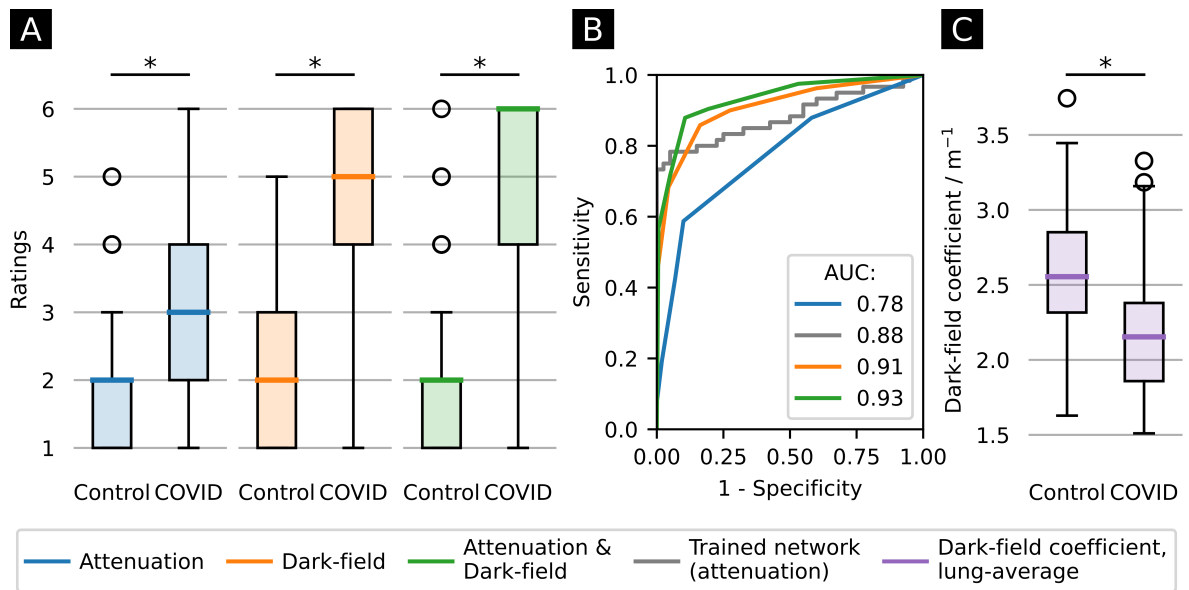 A
B
C
*
*
*
*
Ratings
6
5
4
3
2
1
Control COVID
Control COVID
Control COVID
Sensitivity
1.0
0.8
0.6
0.4
0.2
0.0
0.00 0.25 0.50 0.75 1.00
1 - Specificity
AUC:
0.78
0.88
0.91
0.93
Dark-field coefficient / m⁻¹
3.5
3.0
2.5
2.0
1.5
Control COVID
Attenuation
Dark-field
Attenuation &
Dark-field
Trained network
(attenuation)
Dark-field coefficient,
lung-average